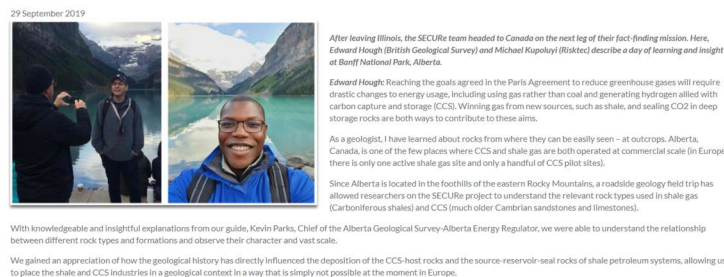 29 September 2019
After leaving Illinois, the SECURe team headed to Canada on the next leg of their fact-finding mission. Here,
Edward Hough (British Geological Survey) and Michael Kupoluyi (Risktec) describe a day of learning and insight
at Banff National Park, Alberta.
Edward Hough: Reaching the goals agreed in the Paris Agreement to reduce greenhouse gases will require
drastic changes to energy usage, including using gas rather than coal and generating hydrogen allied with
carbon capture and storage (CCS). Winning gas from new sources, such as shale, and sealing CO2 in deep
storage rocks are both ways to contribute to these aims.
As a geologist, I have learned about rocks from where they can be easily seen – at outcrops. Alberta,
Canada, is one of the few places where CCS and shale gas are both operated at commercial scale (in Europe
there is only one active shale gas site and only a handful of CCS pilot sites).
Since Alberta is located in the foothills of the eastern Rocky Mountains, a roadside geology field trip has
allowed researchers on the SECURe project to understand the relevant rock types used in shale gas
(Carboniferous shales) and CCS (much older Cambrian sandstones and limestones).
With knowledgeable and insightful explanations from our guide, Kevin Parks, Chief of the Alberta Geological Survey-Alberta Energy Regulator, we were able to understand the relationship
between different rock types and formations and observe their character and vast scale.
We gained an appreciation of how the geological history has directly influenced the deposition of the CCS-host rocks and the source-reservoir-seal rocks of shale petroleum systems, allowing us
to place the shale and CCS industries in a geological context in a way that is simply not possible at the moment in Europe.